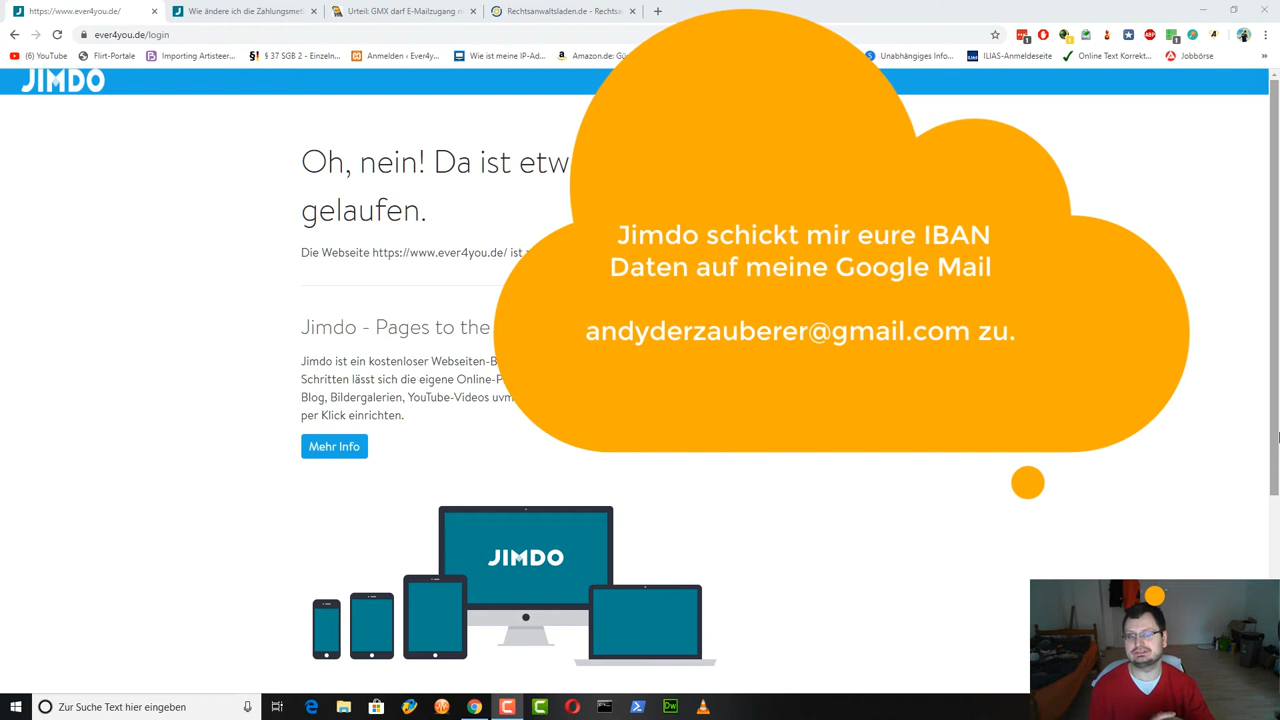 https://www.ever4you.de/
Wie ändere ich die Zahlungsmet
Urteil: GMX darf E-Mailzugang n
Rechtsanwaltsladen.de - Rechtsa
ever4you.de/login
(6) YouTube
Flirt-Portale
Importing Artisteer...
§ 37 SGB 2 - Einzeln...
Anmelden ‹ Ever4y...
Wie ist meine IP-Ad...
Amazon.de: Gü
Unabhängiges Info...
ILIAS-Anmeldeseite
Online Text Korrekt...
Jobbörse
JIMDO
Oh, nein! Da ist etw
gelaufen.
Die Webseite https://www.ever4you.de/ ist
Jimdo schickt mir eure IBAN
Daten auf meine Google Mail
andyderzauberer@gmail.com zu.
Jimdo - Pages to the
Jimdo ist ein kostenloser Webseiten-B
Schritten lässt sich die eigene Online-P
Blog, Bildergalerien, YouTube-Videos uvm
per Klick einrichten.
Mehr Info
JIMDO
Zur Suche Text hier eingeben